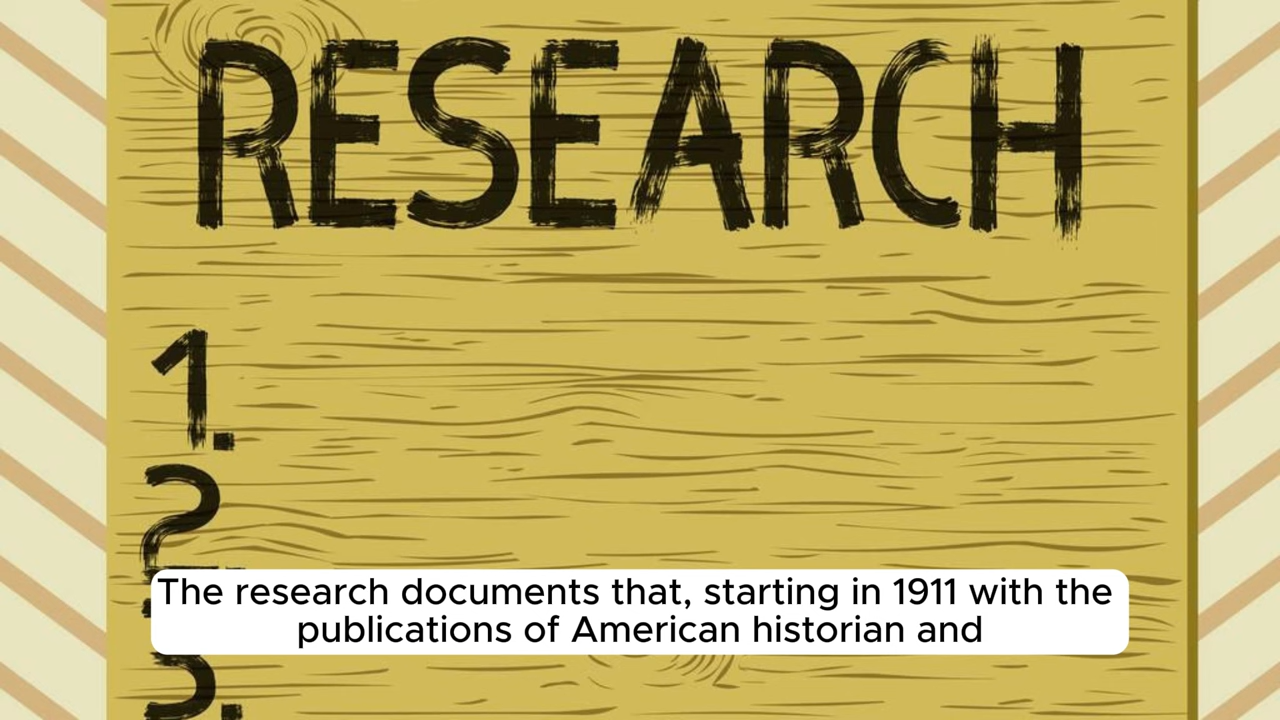 RESEARCH
1.
2.
The research documents that, starting in 1911 with the
publications of American historian and
3.